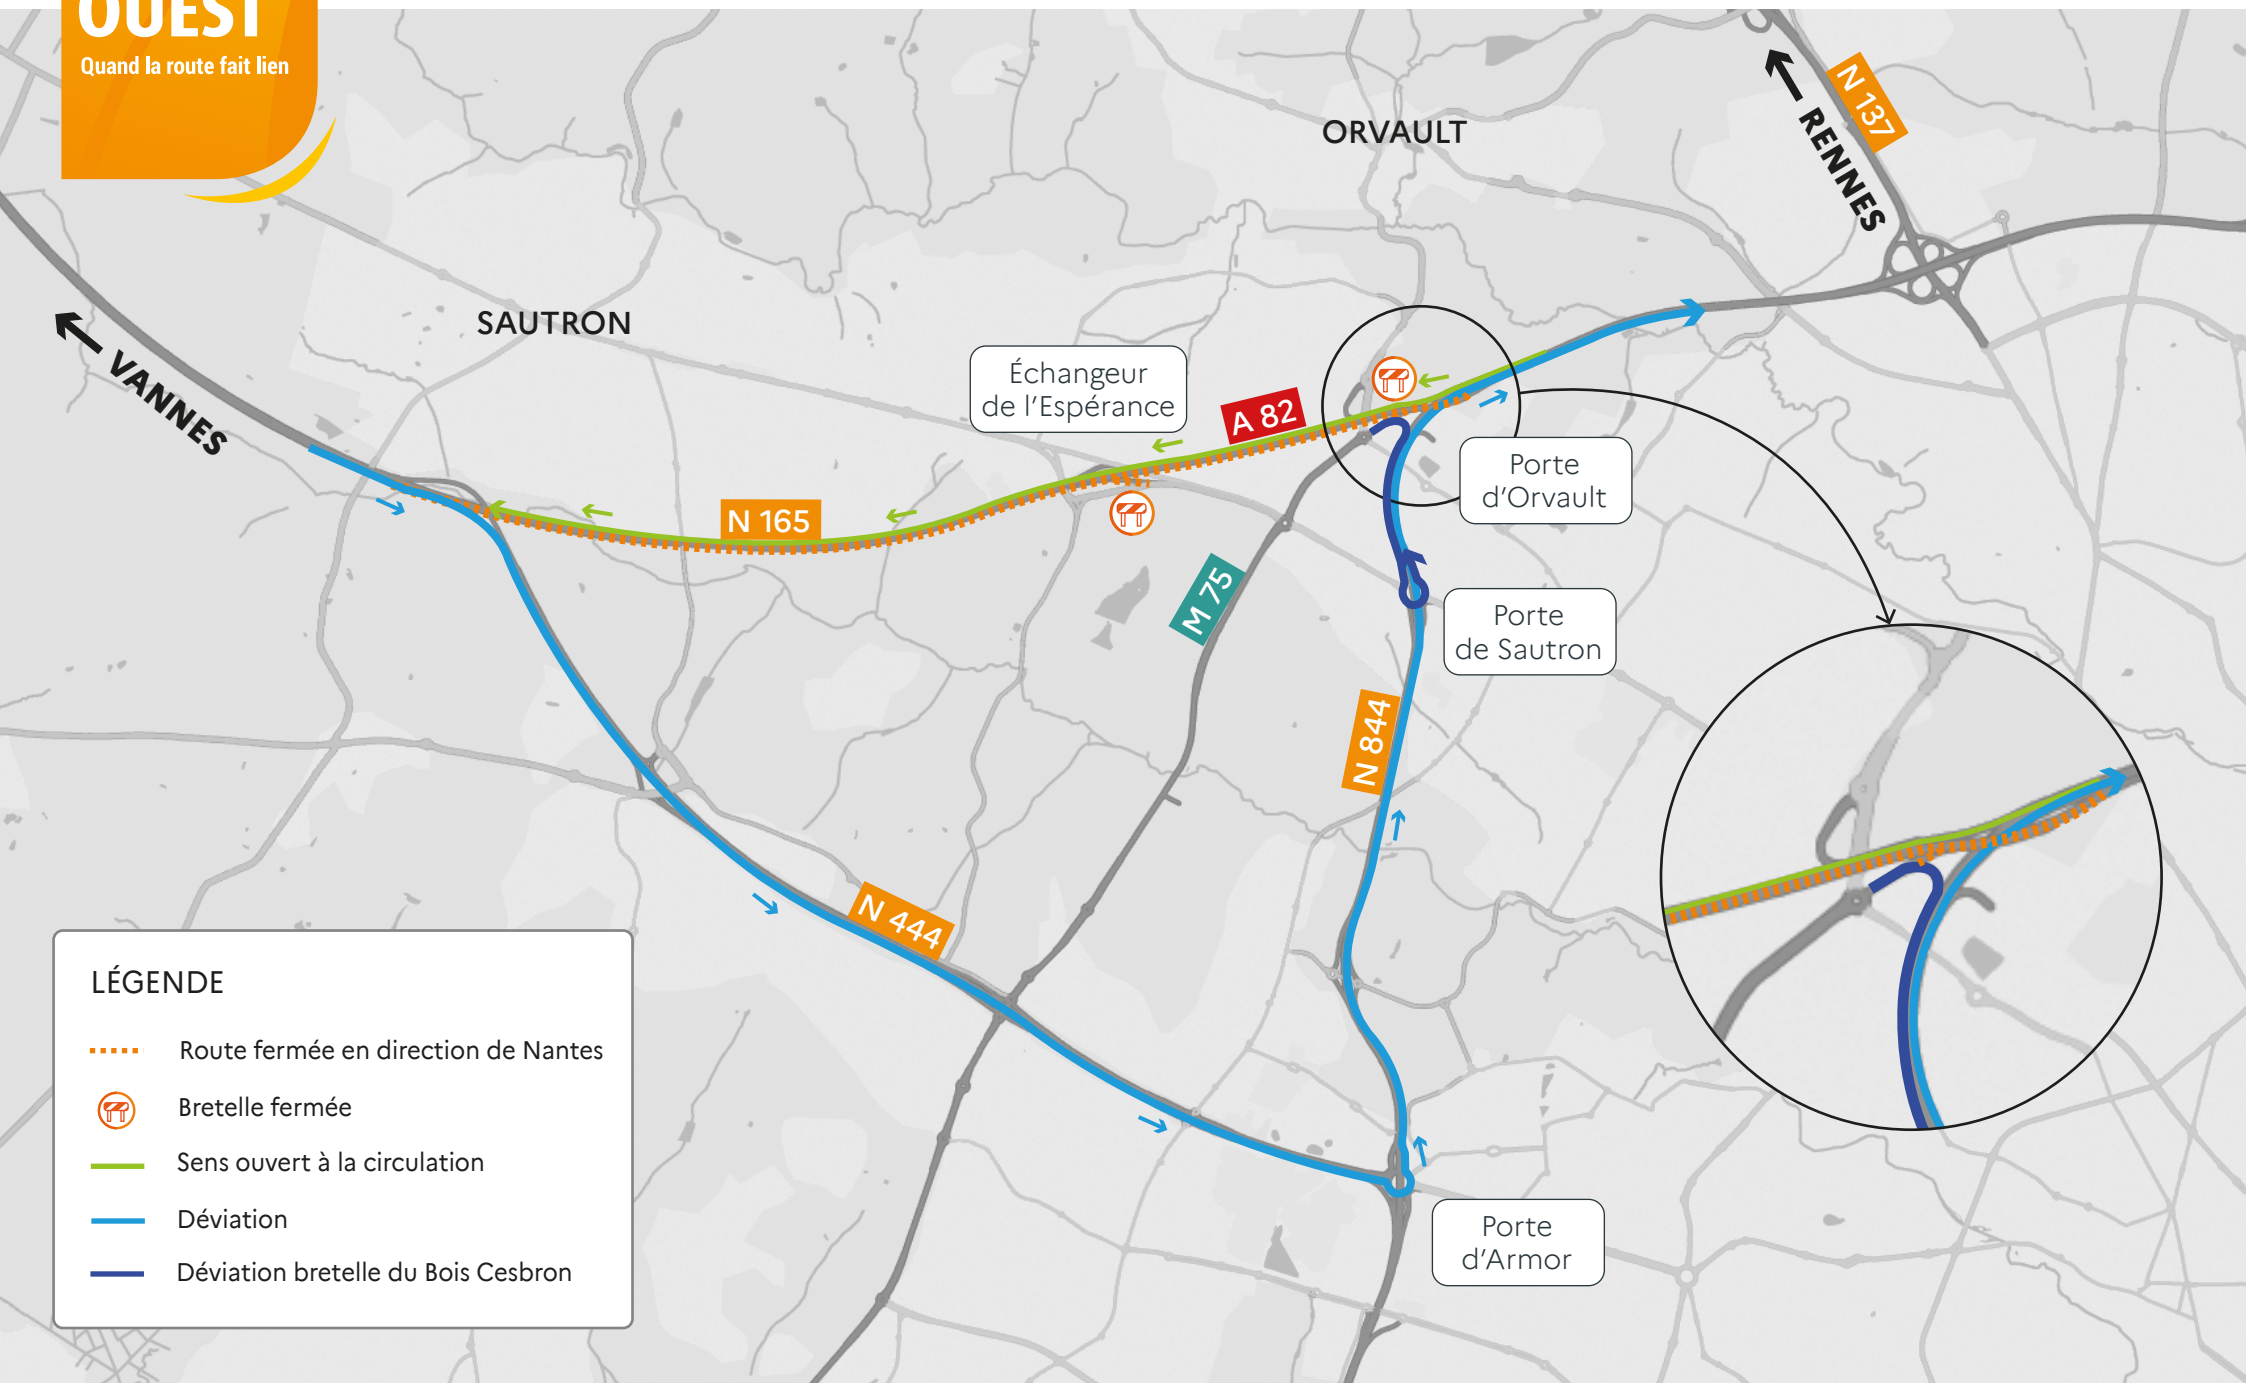 OUEST
Quand la route fait lien
ORVAULT
N 137
RENNES
SAUTRON
VANNES
Échangeur
de l'Espérance
A 82
Porte
d'Orvault
N 165
M 75
Porte
de Sautron
N 844
N 444
Porte
d'Armor
LÉGENDE
Route fermée en direction de Nantes
Bretelle fermée
Sens ouvert à la circulation
Déviation
Déviation bretelle du Bois Cesbron